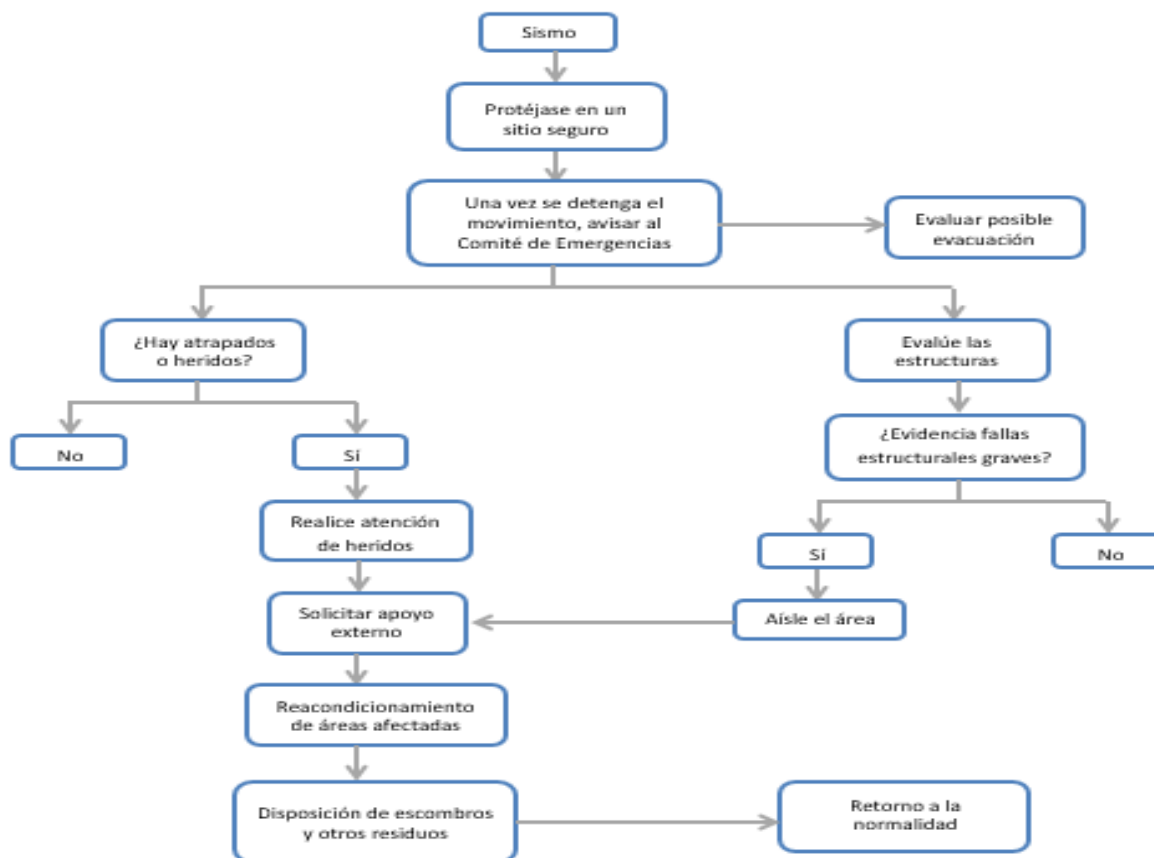 Sismo
Protéjase en un
sitio seguro
Una vez se detenga el
movimiento, avisar al
Comité de Emergencias
Evaluar posible
evacuación
¿Hay atrapados
o heridos?
Evalúe las
estructuras
No
Sí
¿Evidencia fallas
estructurales graves?
Realice atención
de heridos
Sí
No
Solicitar apoyo
externo
Aísle el área
Reacondicionamiento
de áreas afectadas
Disposición de escombros
y otros residuos
Retorno a la
normalidad